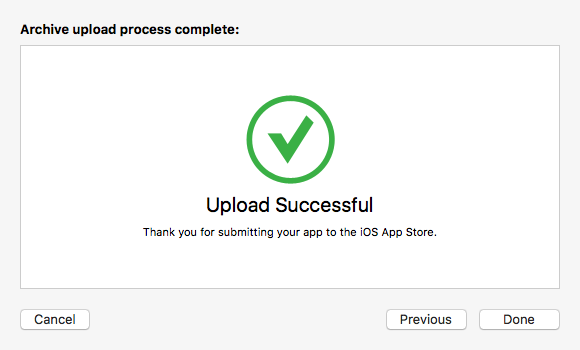 Archive upload process complete:
Upload Successful
Thank you for submitting your app to the iOS App Store.
Cancel
Previous
Done